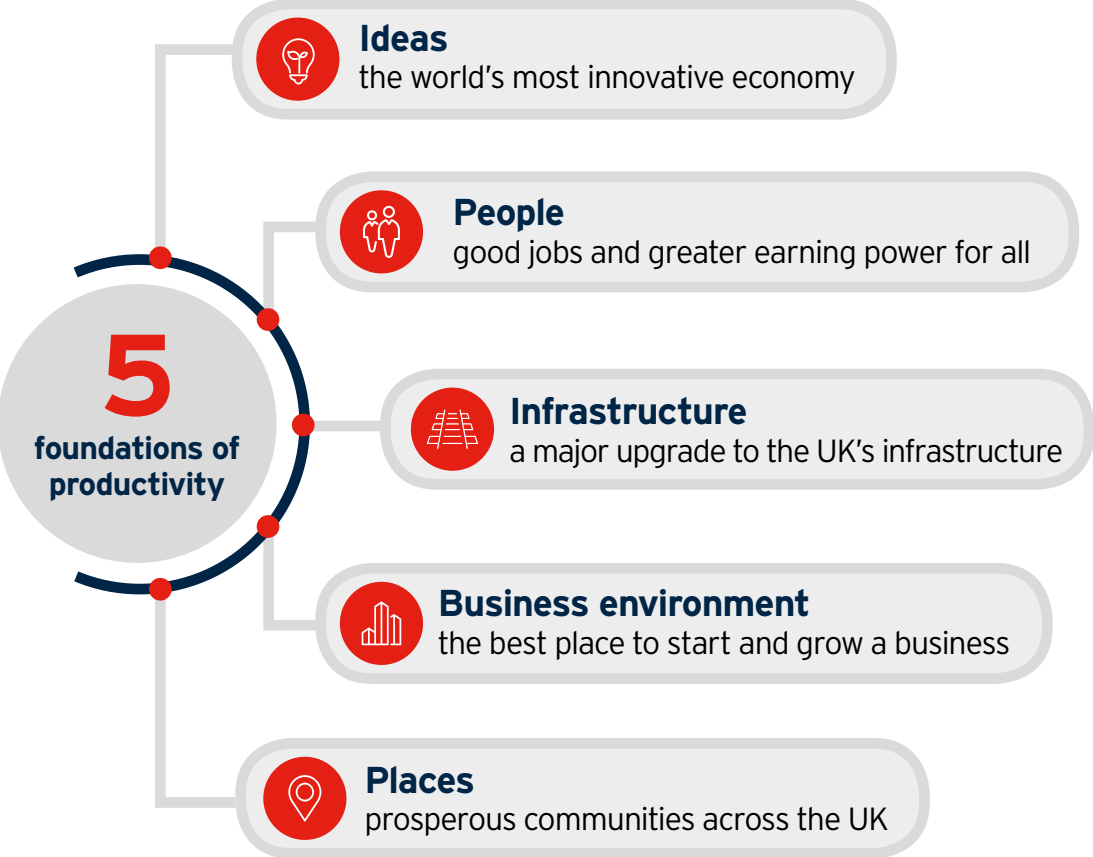 Ideas
the world's most innovative economy
People
good jobs and greater earning power for all
5
foundations of
productivity
Infrastructure
a major upgrade to the UK's infrastructure
Business environment
the best place to start and grow a business
Places
prosperous communities across the UK